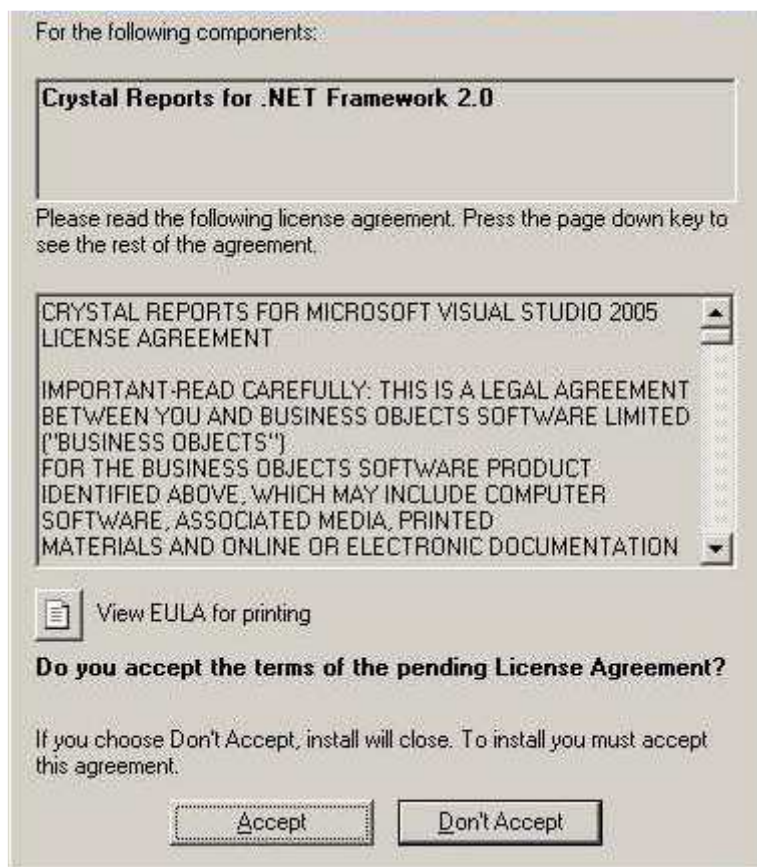 For the following components:
Crystal Reports for .NET Framework 2.0
Please read the following license agreement. Press the page down key to
see the rest of the agreement.
CRYSTAL REPORTS FOR MICROSOFT VISUAL STUDIO 2005
LICENSE AGREEMENT
IMPORTANT-READ CAREFULLY: THIS IS A LEGAL AGREEMENT
BETWEEN YOU AND BUSINESS OBJECTS SOFTWARE LIMITED
("BUSINESS OBJECTS")
FOR THE BUSINESS OBJECTS SOFTWARE PRODUCT
IDENTIFIED ABOVE, WHICH MAY INCLUDE COMPUTER
SOFTWARE, ASSOCIATED MEDIA, PRINTED
MATERIALS AND ONLINE OR ELECTRONIC DOCUMENTATION
View EULA for printing
Do you accept the terms of the pending License Agreement?
If you choose Don't Accept, install will close. To install you must accept
this agreement.
Accept Don't Accept